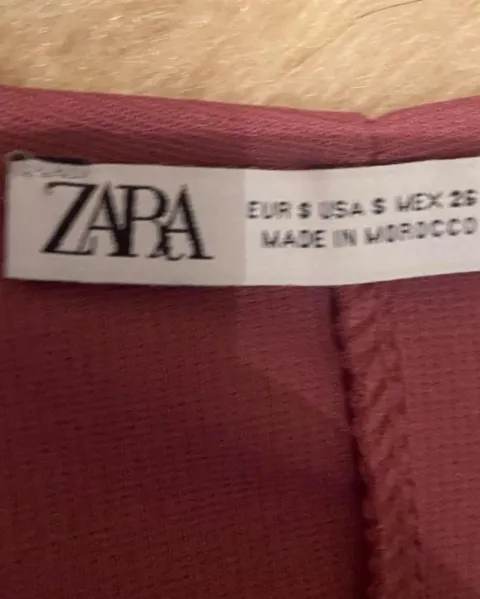 ZARA
EUR S USA S MEX 26
MADE IN MOROCCO